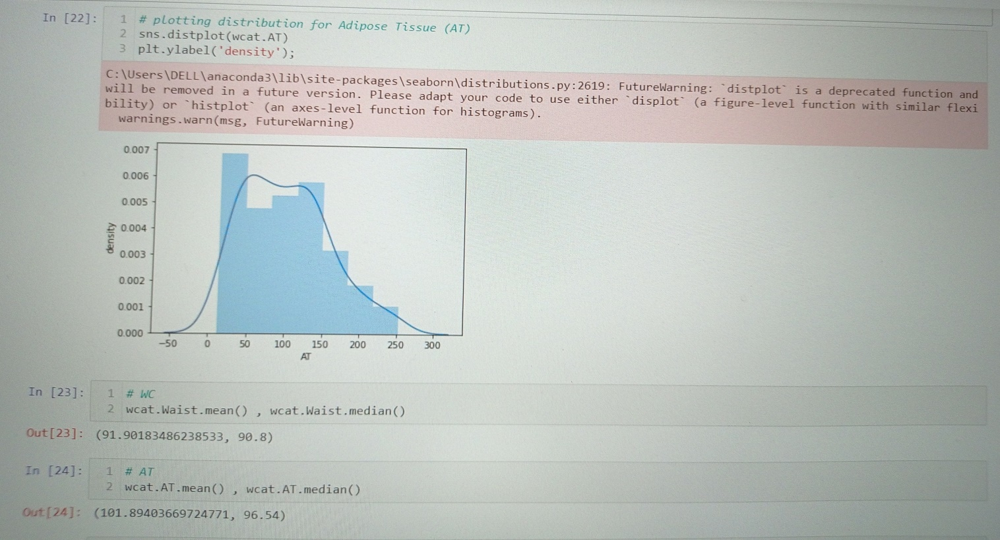 In [22]:
1 # plotting distribution for Adipose Tissue (AT)
2 sns.distplot(wcat.AT)
3 plt.ylabel('density');
C:\Users\DELL\anaconda3\lib\site-packages\seaborn\distributions.py:2619: FutureWarning: `distplot` is a deprecated function and
will be removed in a future version. Please adapt your code to use either `displot` (a figure-level function with similar flexi
bility) or `histplot` (an axes-level function for histograms).
warnings.warn(msg, FutureWarning)
0.007
0.006
0.005
0.004
0.003
0.002
0.001
0.000
density
−50 0 50 100 150 200 250 300
AT
In [23]:
1 # WC
2 wcat.Waist.mean() , wcat.Waist.median()
Out[23]: (91.90183486238533, 90.8)
In [24]:
1 # AT
2 wcat.AT.mean() , wcat.AT.median()
Out[24]: (101.89403669724771, 96.54)